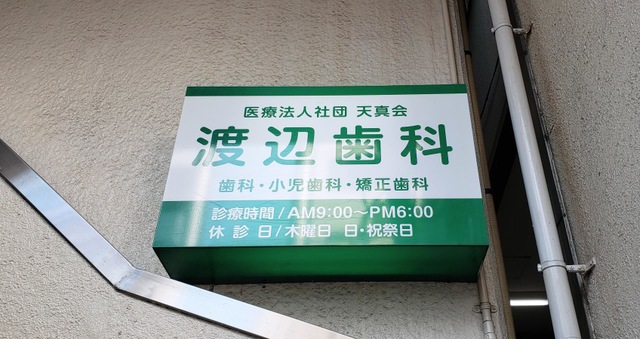 医療法人社団 天真会
渡辺歯科
歯科・小児歯科・矯正歯科
診療時間/AM9:00～PM6:00
休診日/木曜日 日・祝祭日